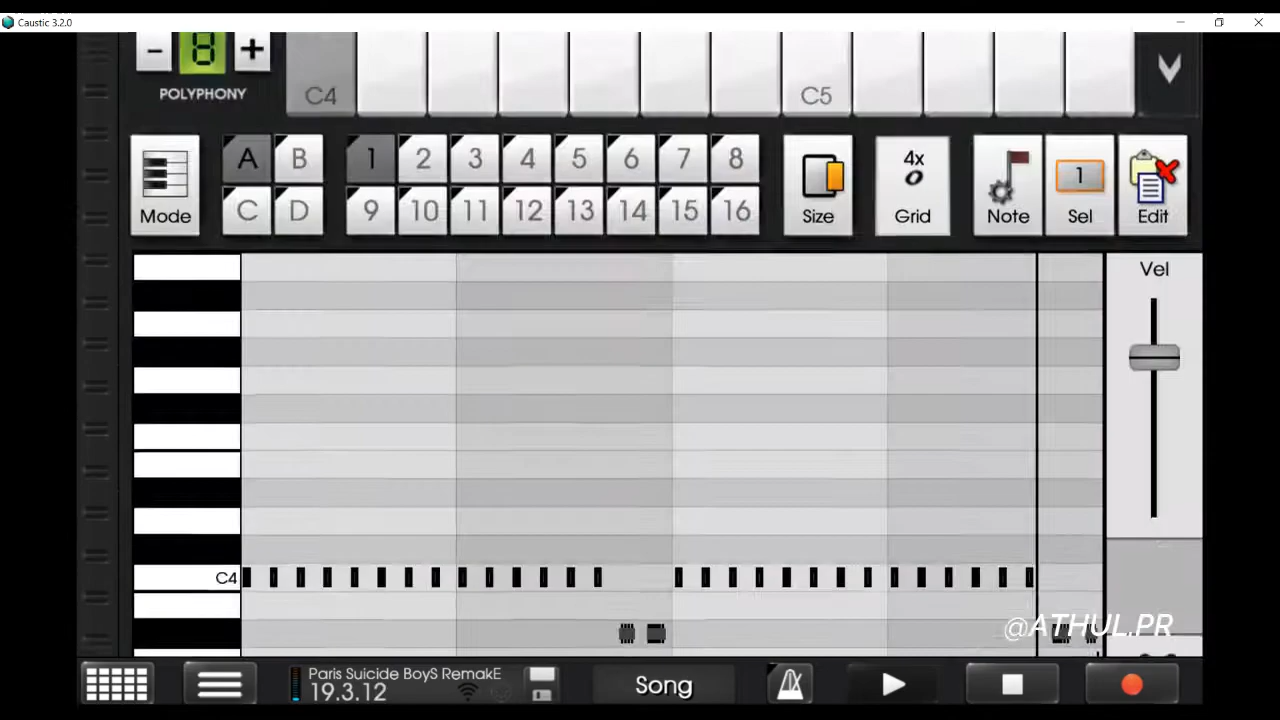 Caustic 3.2.0
- 8 +
POLYPHONY
C4
C5
Mode
A B
C D
1 2 3 4 5 6 7 8
9 10 11 12 13 14 15 16
Size
4x
Grid
Note
1
Sel
Edit
Vel
C4
@ATHUL.PR
Paris Suicide BoyS RemakE
19.3.12
Song